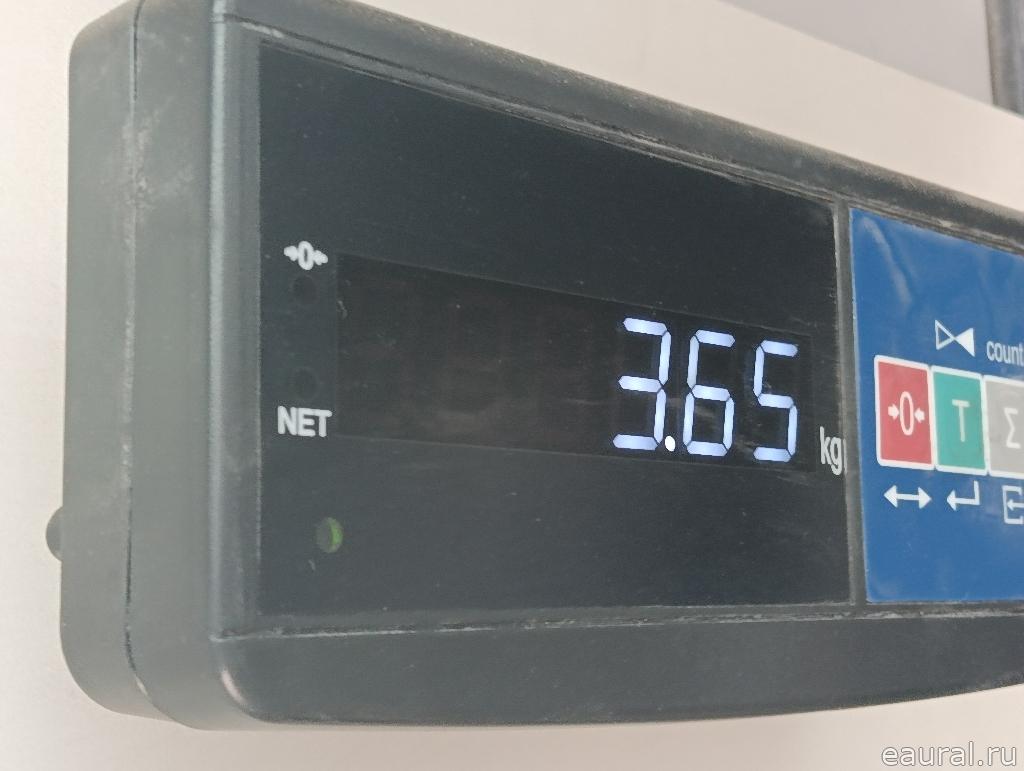 →0←
NET
3.65
kg
count
→0← T Σ
eaural.ru